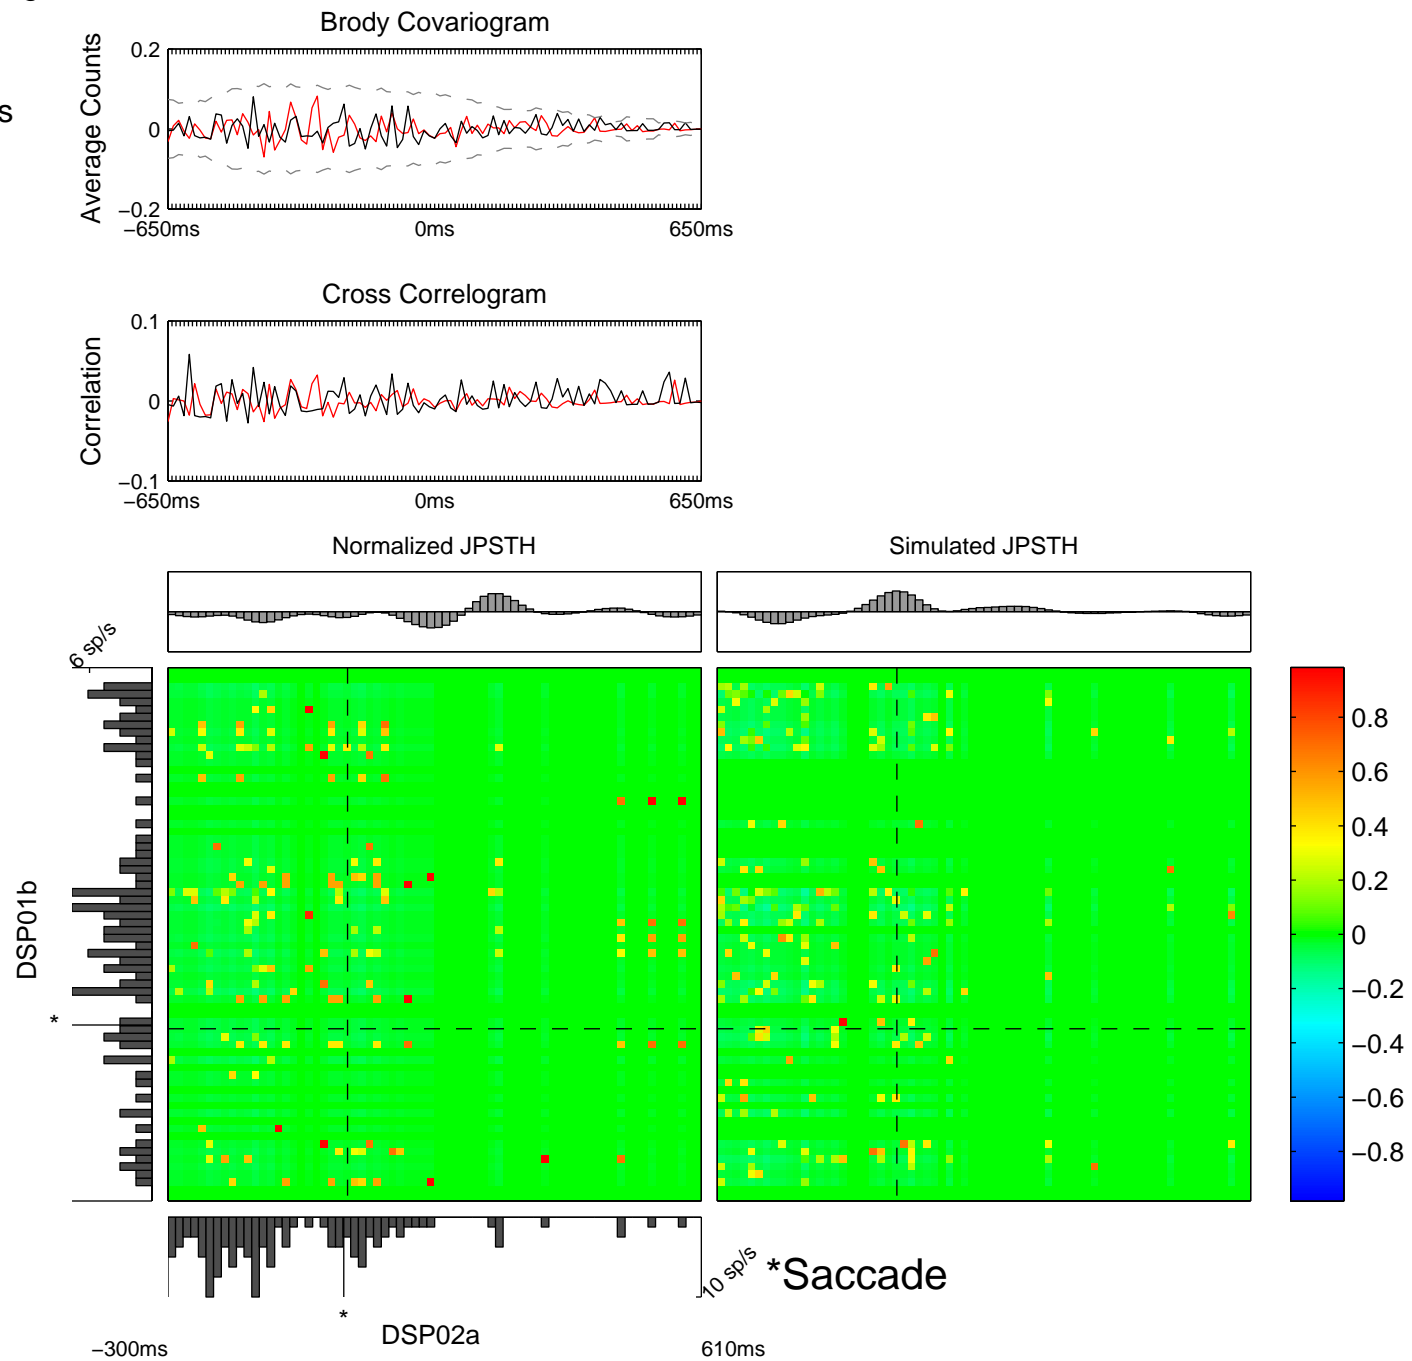 g
Brody Covariogram
s
Average Counts
0.2
0
−0.2
−650ms 0ms 650ms
Cross Correlogram
Correlation
0.1
0
−0.1
−650ms 0ms 650ms
Normalized JPSTH Simulated JPSTH
6 sp/s
DSP01b
*
0.8
0.6
0.4
0.2
0
−0.2
−0.4
−0.6
−0.8
10 sp/s
*Saccade
*
DSP02a
−300ms 610ms